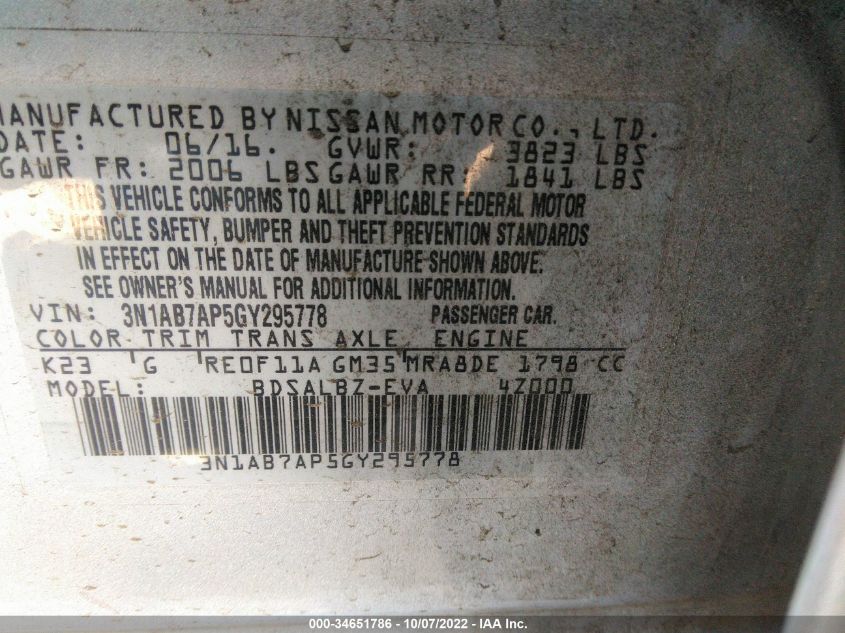 MANUFACTURED BY NISSAN MOTOR CO., LTD.
DATE: 06/16. GVWR: 3823 LBS
GAWR FR: 2006 LBS GAWR RR: 1841 LBS
THIS VEHICLE CONFORMS TO ALL APPLICABLE FEDERAL MOTOR
VEHICLE SAFETY, BUMPER AND THEFT PREVENTION STANDARDS
IN EFFECT ON THE DATE OF MANUFACTURE SHOWN ABOVE.
SEE OWNER'S MANUAL FOR ADDITIONAL INFORMATION.
VIN: 3N1AB7AP5GY295778 PASSENGER CAR.
COLOR TRIM TRANS AXLE ENGINE
K23 G RE0F11A GM35 MRA8DE 1798 CC
MODEL: BDSALBZ-EVA 4Z000
3N1AB7AP5GY295778
000-34651786 - 10/07/2022 - IAA Inc.